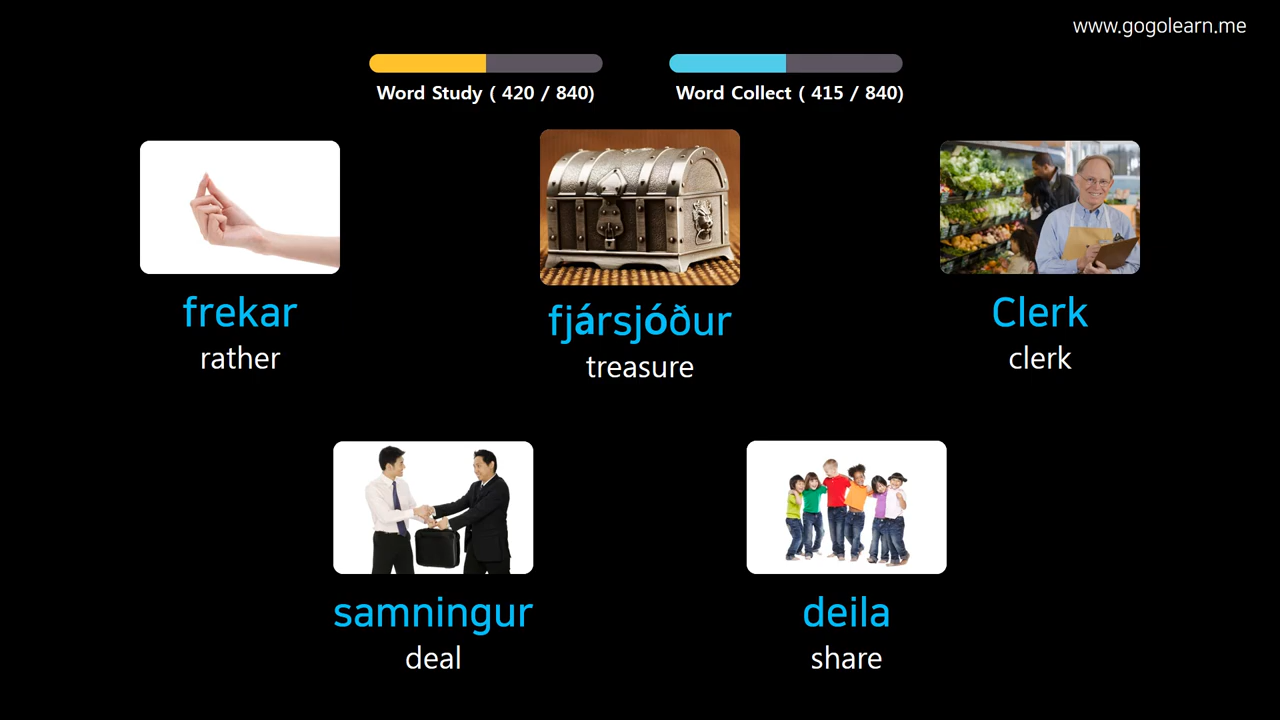 www.gogolearn.me
Word Study ( 420 / 840)
Word Collect ( 415 / 840)
frekar
rather
fjársjóður
treasure
Clerk
clerk
samningur
deal
deila
share